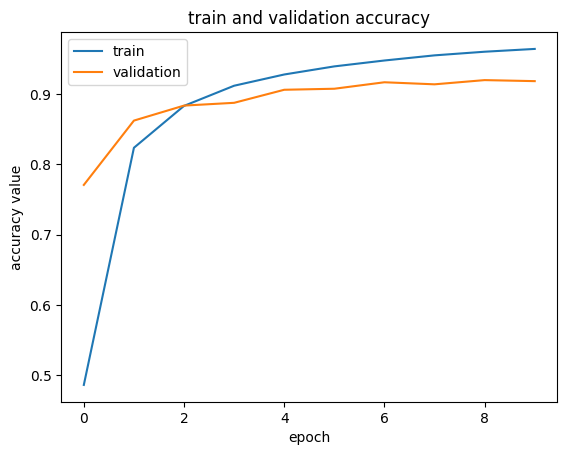 train and validation accuracy
train
validation
accuracy value
0.9
0.8
0.7
0.6
0.5
0 2 4 6 8
epoch